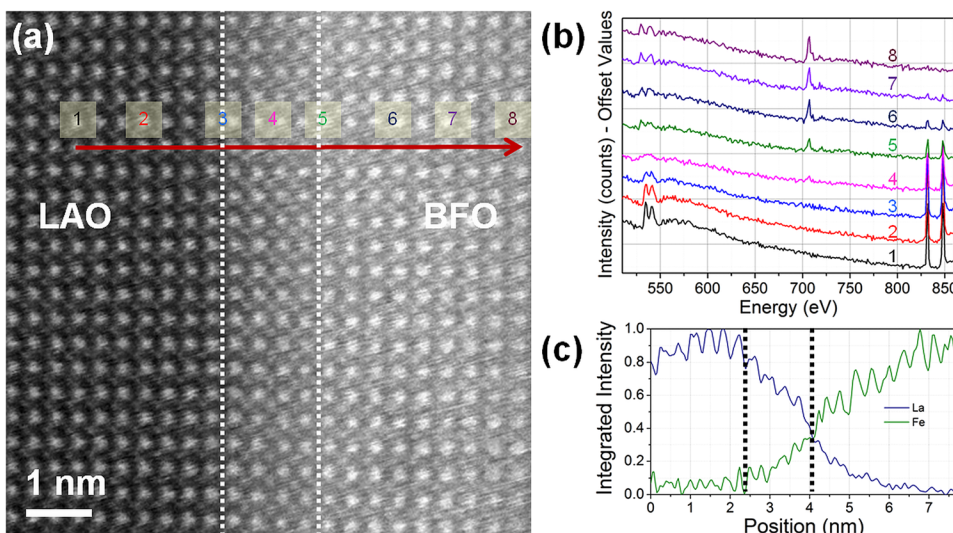 (a)
1 2 3 4 5 6 7 8
LAO BFO
1 nm
(b)
Intensity (counts) - Offset Values
8
7
6
5
4
3
2
1
550 600 650 700 750 800 850
Energy (eV)
(c)
Integrated Intensity
1.0
0.8
0.6
0.4
0.2
0.0
La
Fe
0 1 2 3 4 5 6 7
Position (nm)